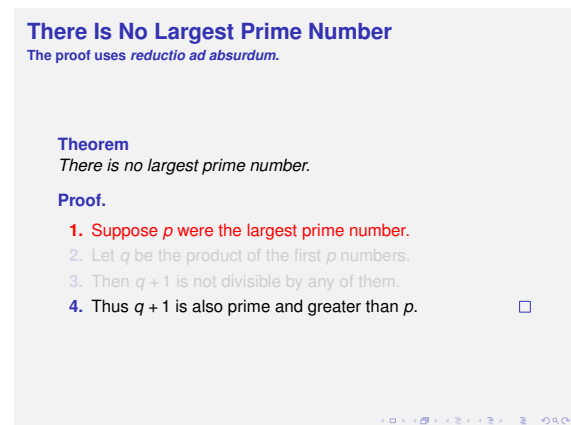 There Is No Largest Prime Number
The proof uses reductio ad absurdum.
Theorem
There is no largest prime number.
Proof.
1. Suppose p were the largest prime number.
2. Let q be the product of the first p numbers.
3. Then q + 1 is not divisible by any of them.
4. Thus q + 1 is also prime and greater than p.